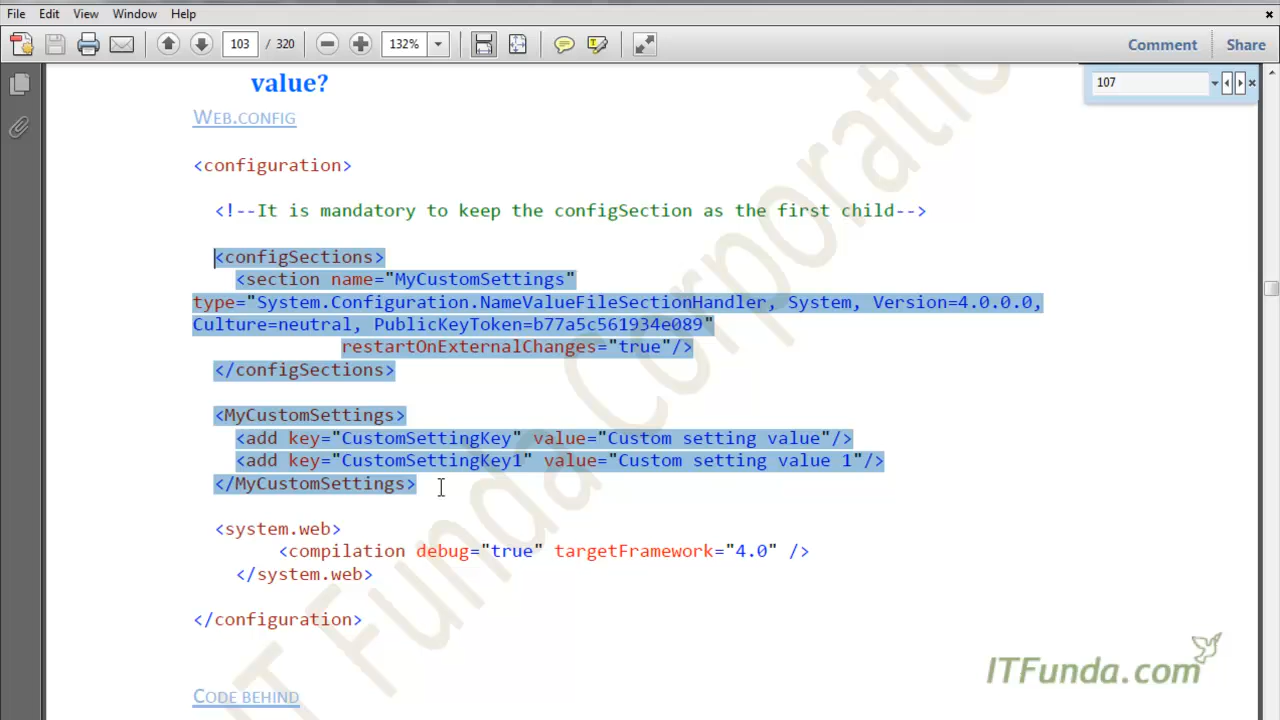 File Edit View Window Help
103 / 320 132% Comment Share
107
value?
WEB.CONFIG
<configuration>
<!--It is mandatory to keep the configSection as the first child-->
<configSections>
<section name="MyCustomSettings"
type="System.Configuration.NameValueFileSectionHandler, System, Version=4.0.0.0,
Culture=neutral, PublicKeyToken=b77a5c561934e089"
restartOnExternalChanges="true"/>
</configSections>
<MyCustomSettings>
<add key="CustomSettingKey" value="Custom setting value"/>
<add key="CustomSettingKey1" value="Custom setting value 1"/>
</MyCustomSettings>
<system.web>
<compilation debug="true" targetFramework="4.0" />
</system.web>
</configuration>
CODE BEHIND
IT Funda Corporation
ITFunda.com